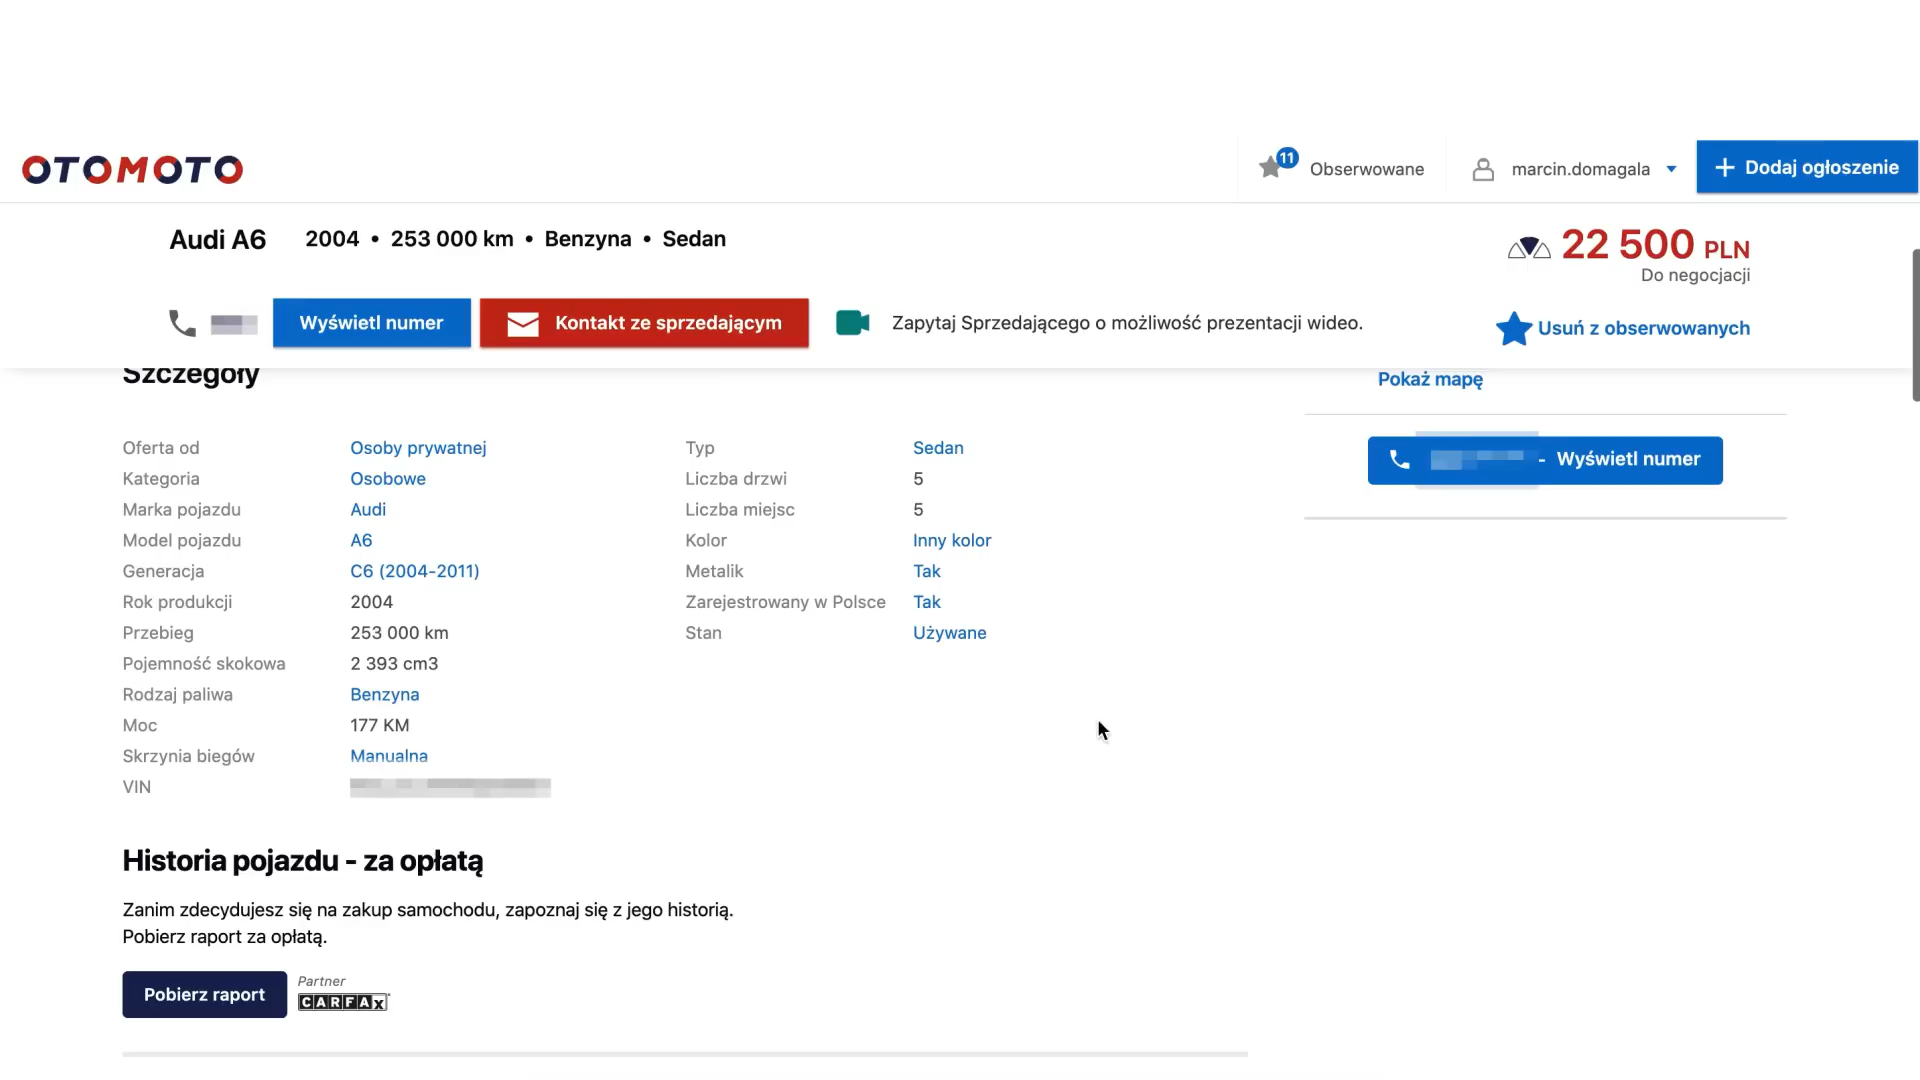 OTOMOTO
11
Obserwowane
marcin.domagala
+ Dodaj ogłoszenie
Audi A6
2004 • 253 000 km • Benzyna • Sedan
22 500 PLN
Do negocjacji
Wyświetl numer
Kontakt ze sprzedającym
Zapytaj Sprzedającego o możliwość prezentacji wideo.
Usuń z obserwowanych
Szczegóły
Pokaż mapę
Oferta od Osoby prywatnej
Kategoria Osobowe
Marka pojazdu Audi
Model pojazdu A6
Generacja C6 (2004-2011)
Rok produkcji 2004
Przebieg 253 000 km
Pojemność skokowa 2 393 cm3
Rodzaj paliwa Benzyna
Moc 177 KM
Skrzynia biegów Manualna
VIN
Typ Sedan
Liczba drzwi 5
Liczba miejsc 5
Kolor Inny kolor
Metalik Tak
Zarejestrowany w Polsce Tak
Stan Używane
- Wyświetl numer
Historia pojazdu - za opłatą
Zanim zdecydujesz się na zakup samochodu, zapoznaj się z jego historią.
Pobierz raport za opłatą.
Pobierz raport
Partner
CARFAX